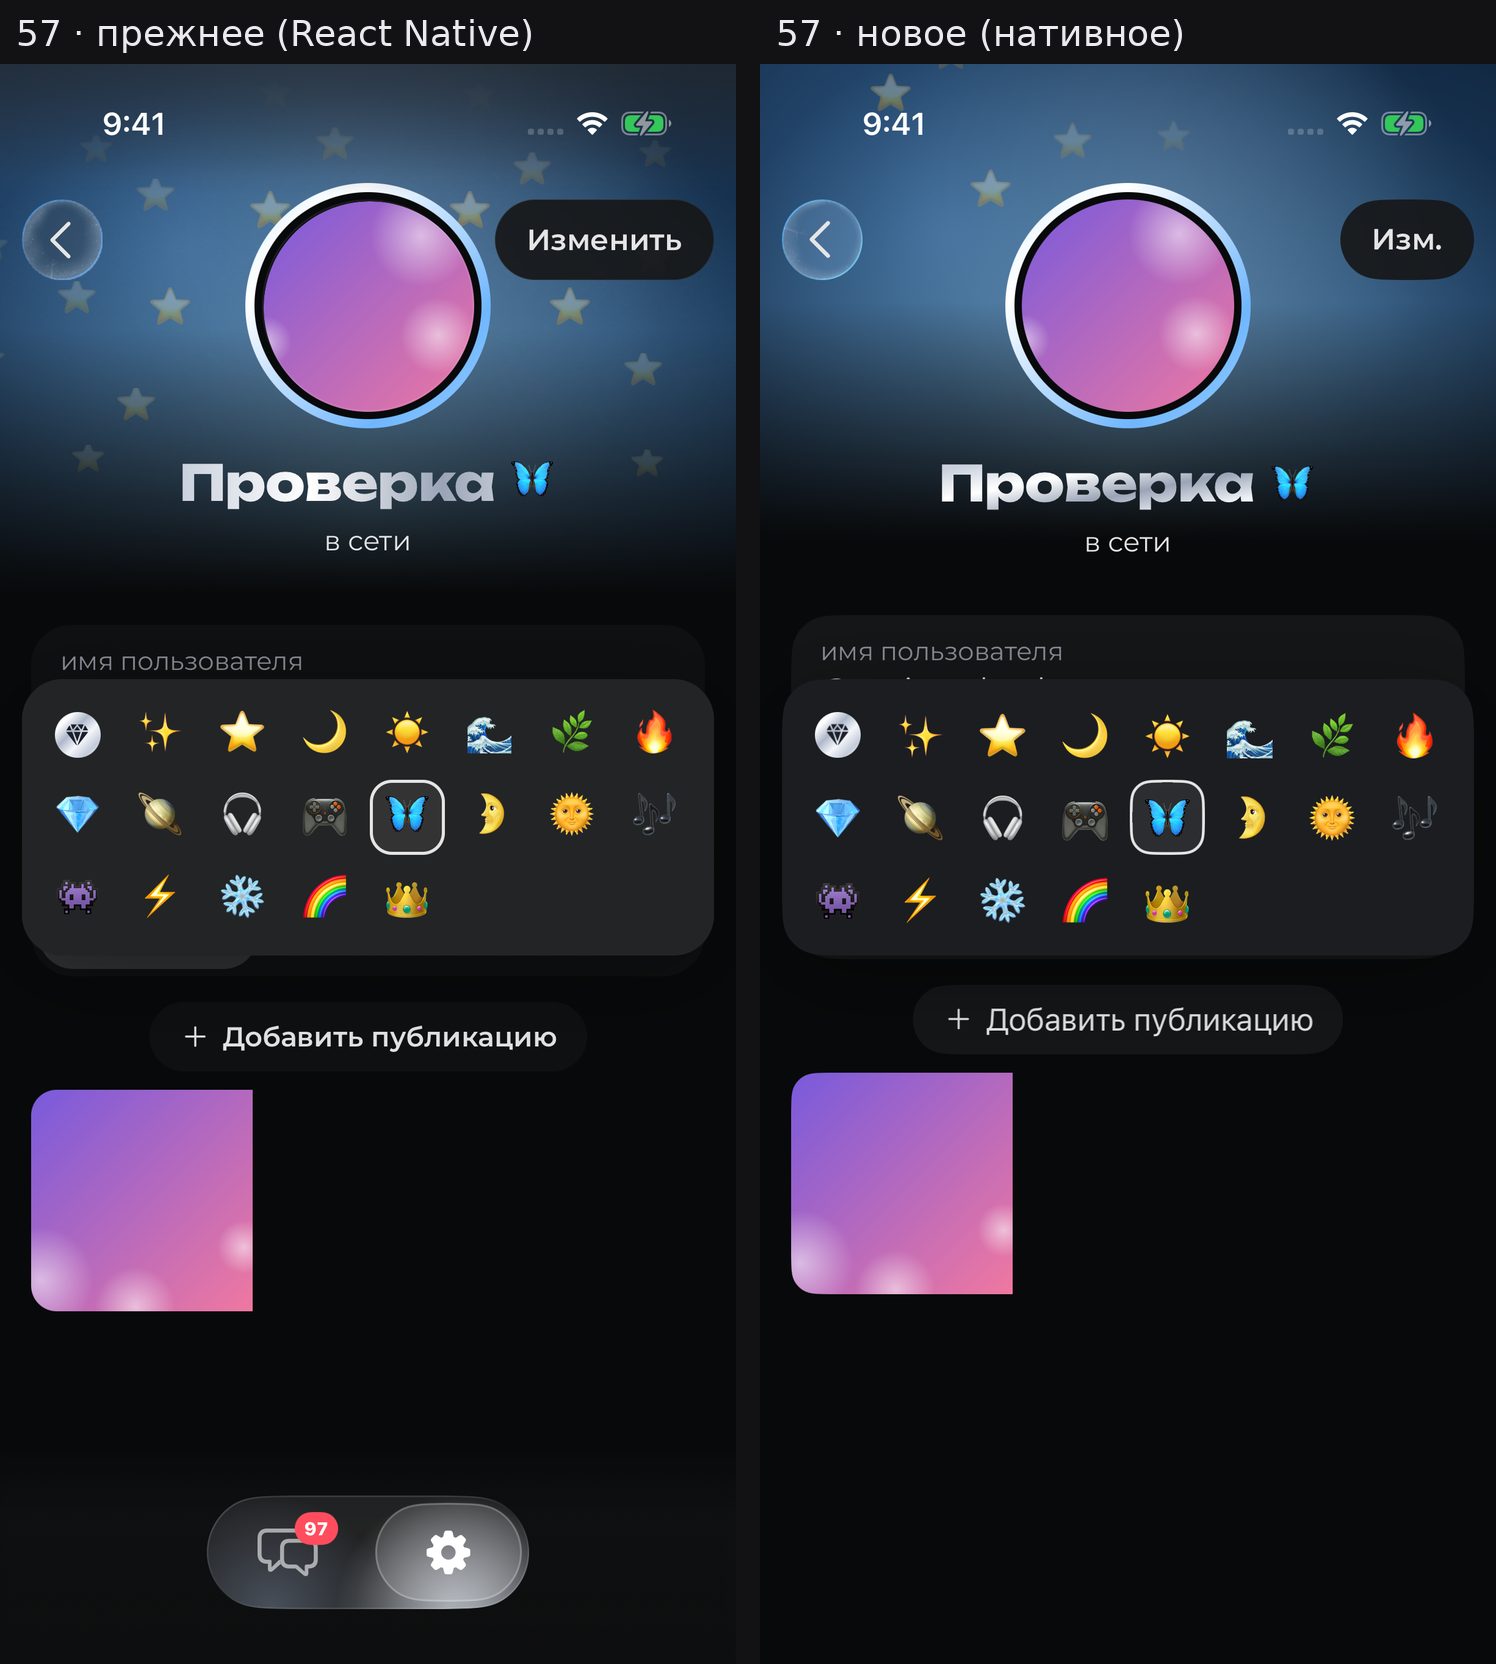 57 · прежнее (React Native)
9:41
Изменить
Проверка
в сети
имя пользователя
+ Добавить публикацию
97
57 · новое (нативное)
9:41
Изм.
Проверка
в сети
имя пользователя
+ Добавить публикацию